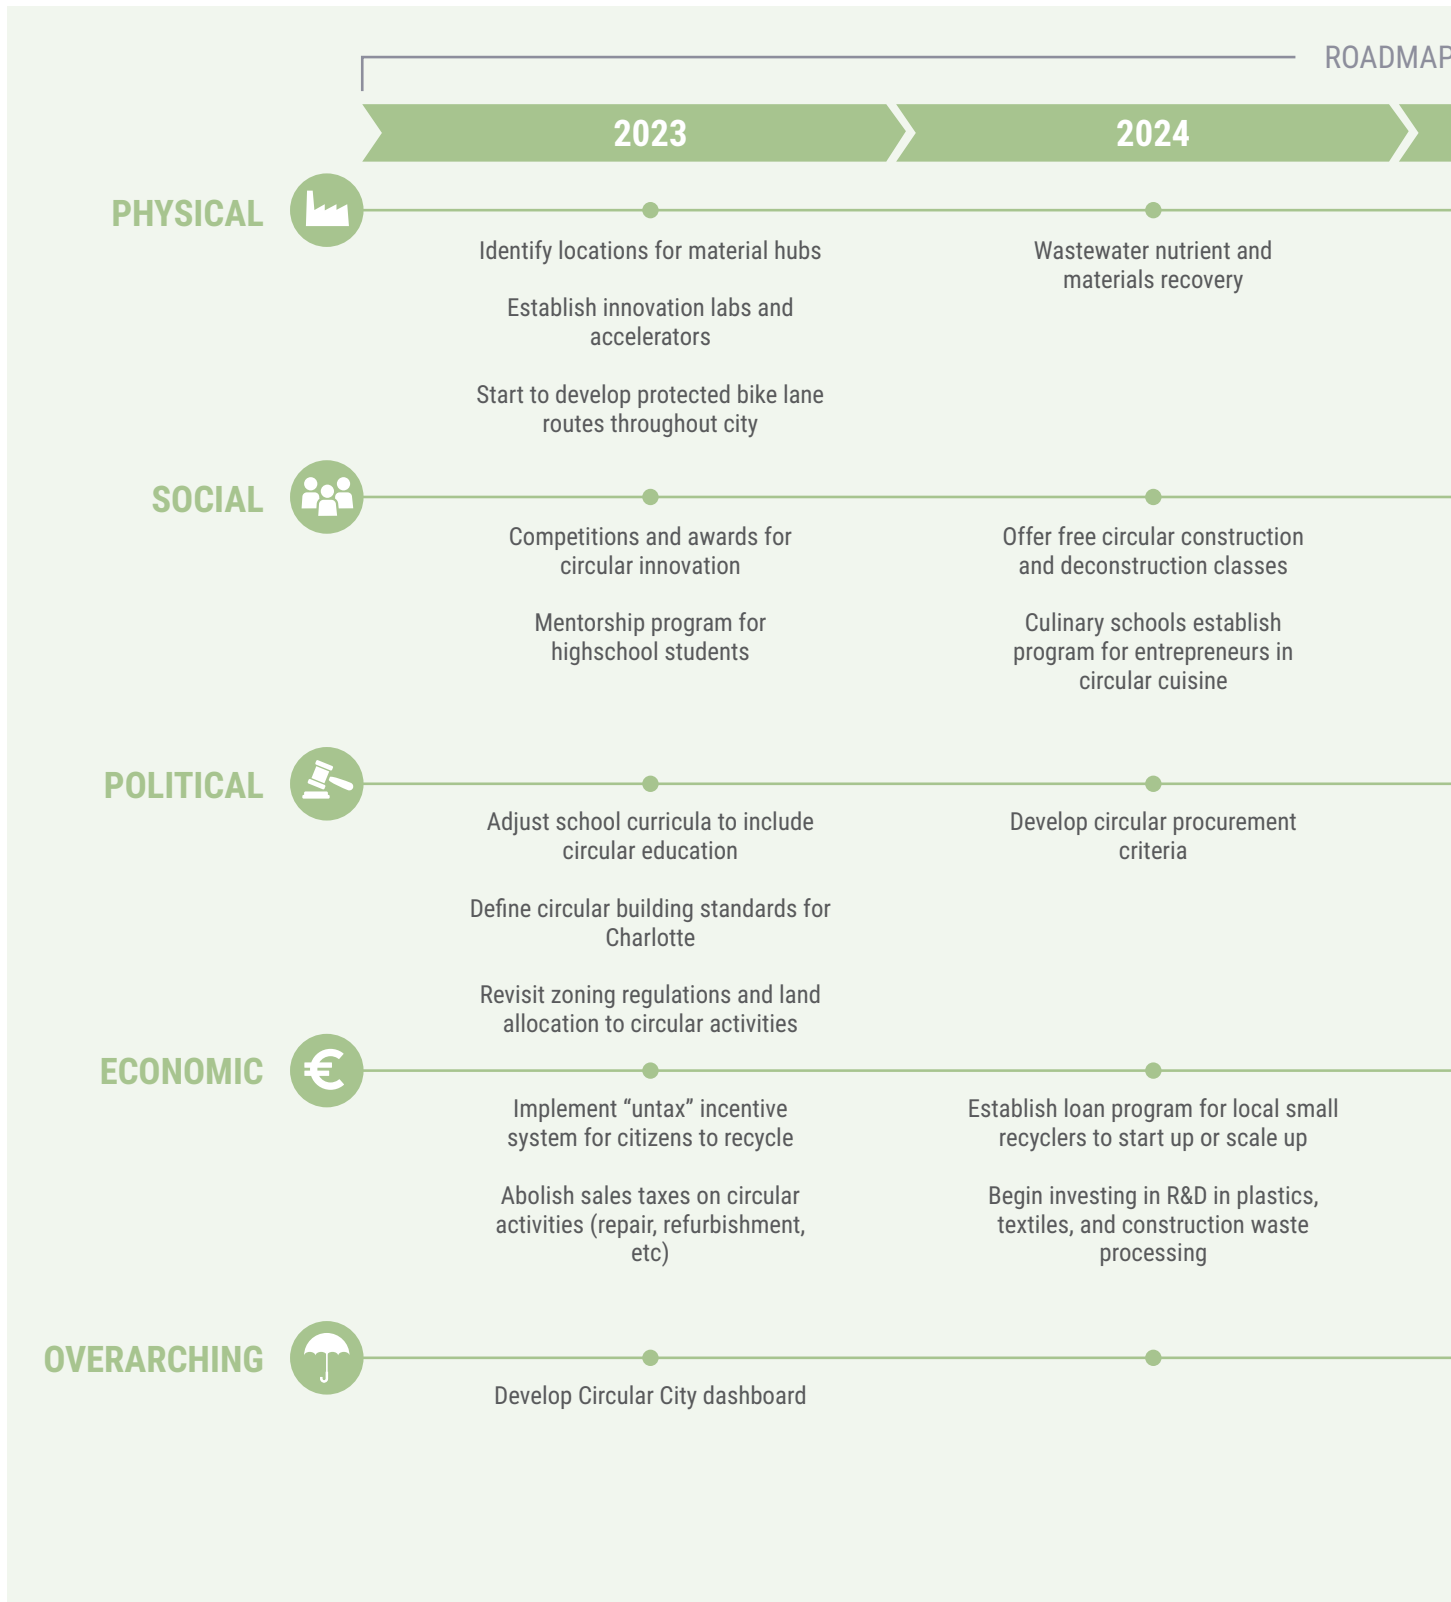 ROADMAP
2023
2024
PHYSICAL
Identify locations for material hubs
Establish innovation labs and
accelerators
Start to develop protected bike lane
routes throughout city
Wastewater nutrient and
materials recovery
SOCIAL
Competitions and awards for
circular innovation
Mentorship program for
highschool students
Offer free circular construction
and deconstruction classes
Culinary schools establish
program for entrepreneurs in
circular cuisine
POLITICAL
Adjust school curricula to include
circular education
Define circular building standards for
Charlotte
Revisit zoning regulations and land
allocation to circular activities
Develop circular procurement
criteria
ECONOMIC
€
Implement “untax” incentive
system for citizens to recycle
Abolish sales taxes on circular
activities (repair, refurbishment,
etc)
Establish loan program for local small
recyclers to start up or scale up
Begin investing in R&D in plastics,
textiles, and construction waste
processing
OVERARCHING
Develop Circular City dashboard